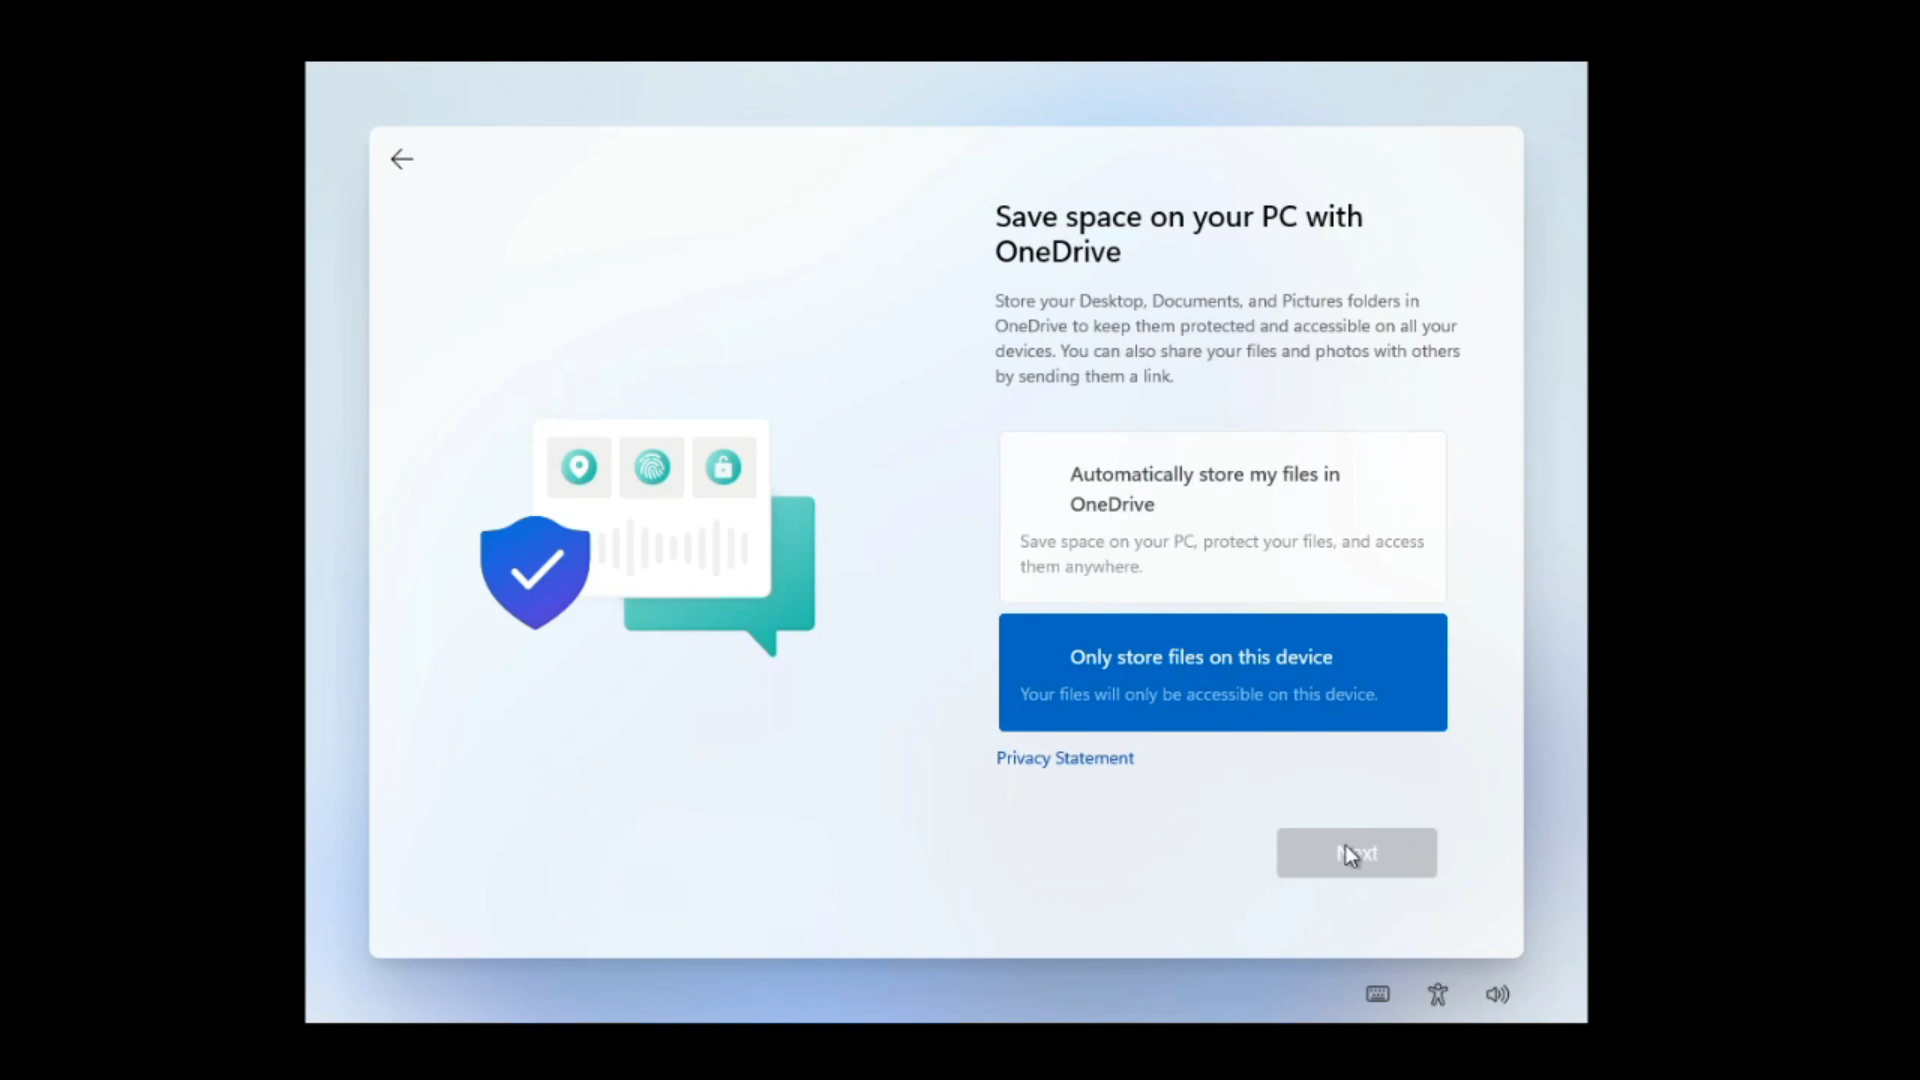 Save space on your PC with
OneDrive
Store your Desktop, Documents, and Pictures folders in
OneDrive to keep them protected and accessible on all your
devices. You can also share your files and photos with others
by sending them a link.
Automatically store my files in
OneDrive
Save space on your PC, protect your files, and access
them anywhere.
Only store files on this device
Your files will only be accessible on this device.
Privacy Statement
Next